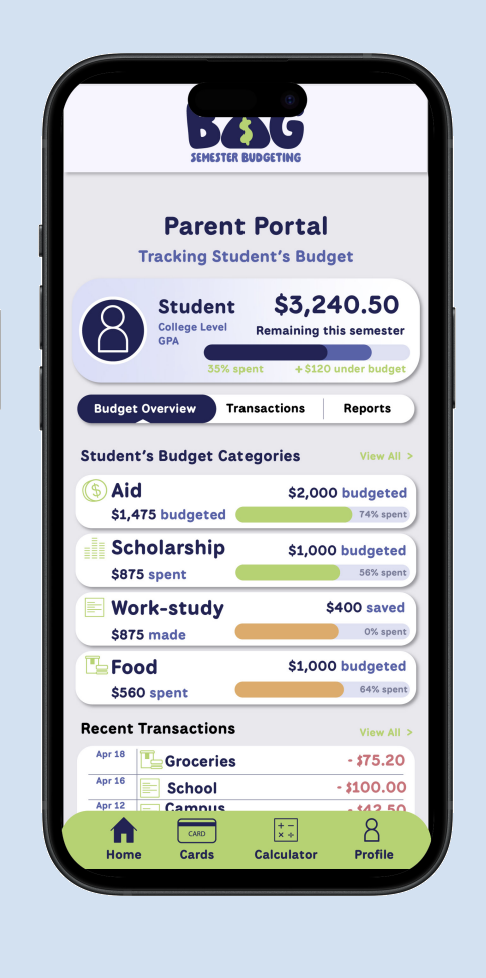 BAG
SEMESTER BUDGETING
Parent Portal
Tracking Student's Budget
Student
$3,240.50
College Level
Remaining this semester
GPA
35% spent
+$120 under budget
Budget Overview
Transactions
Reports
Student's Budget Categories
View All >
Aid
$2,000 budgeted
$1,475 budgeted
74% spent
Scholarship
$1,000 budgeted
$875 spent
56% spent
Work-study
$400 saved
$875 made
0% spent
Food
$1,000 budgeted
$560 spent
64% spent
Recent Transactions
View All >
Apr 18
Groceries
- $75.20
Apr 16
School
- $100.00
Apr 12
Campus
- $42.50
CARD
Home
Cards
Calculator
Profile